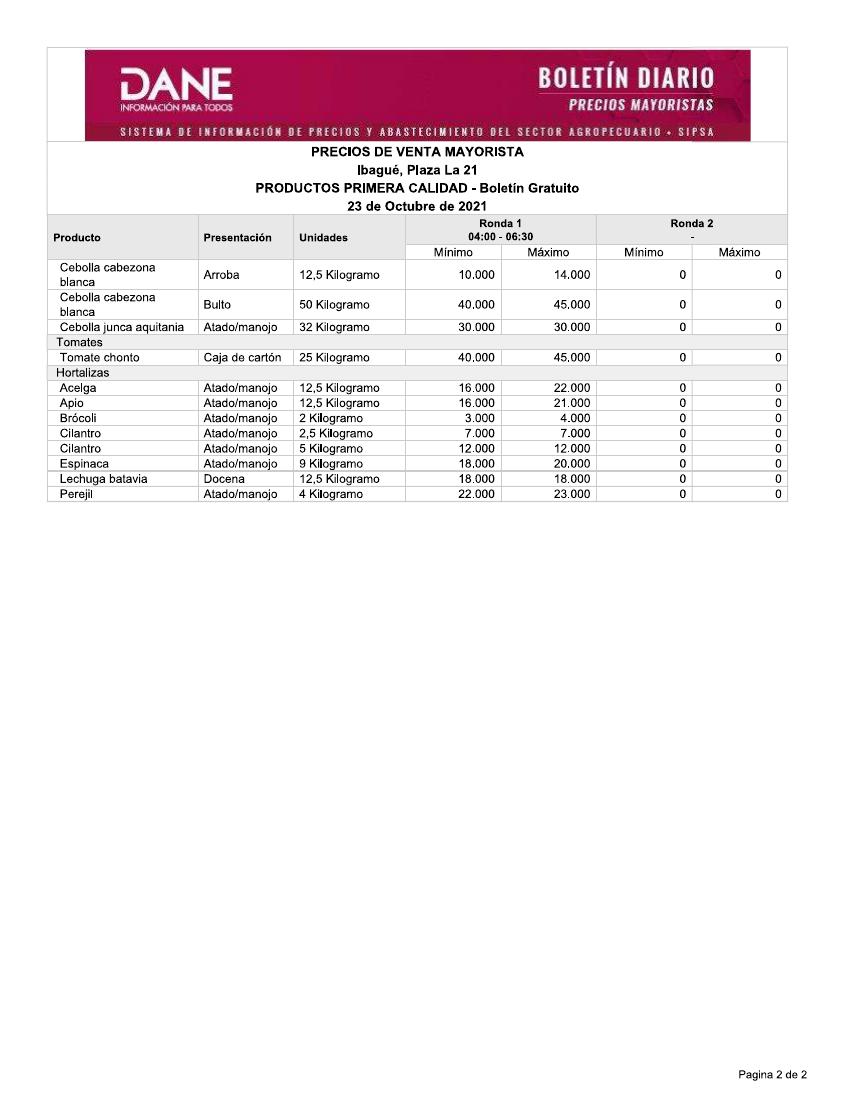 DANE
INFORMACIÓN PARA TODOS
BOLETÍN DIARIO
PRECIOS MAYORISTAS
SISTEMA DE INFORMACIÓN DE PRECIOS Y ABASTECIMIENTO DEL SECTOR AGROPECUARIO • SIPSA
PRECIOS DE VENTA MAYORISTA
Ibagué, Plaza La 21
PRODUCTOS PRIMERA CALIDAD - Boletín Gratuito
23 de Octubre de 2021
Producto Presentación Unidades Ronda 1 Ronda 2
04:00 - 06:30 -
Mínimo Máximo Mínimo Máximo
Cebolla cabezona
blanca Arroba 12,5 Kilogramo 10.000 14.000 0 0
Cebolla cabezona
blanca Bulto 50 Kilogramo 40.000 45.000 0 0
Cebolla junca aquitania Atado/manojo 32 Kilogramo 30.000 30.000 0 0
Tomates
Tomate chonto Caja de cartón 25 Kilogramo 40.000 45.000 0 0
Hortalizas
Acelga Atado/manojo 12,5 Kilogramo 16.000 22.000 0 0
Apio Atado/manojo 12,5 Kilogramo 16.000 21.000 0 0
Brócoli Atado/manojo 2 Kilogramo 3.000 4.000 0 0
Cilantro Atado/manojo 2,5 Kilogramo 7.000 7.000 0 0
Cilantro Atado/manojo 5 Kilogramo 12.000 12.000 0 0
Espinaca Atado/manojo 9 Kilogramo 18.000 20.000 0 0
Lechuga batavia Docena 12,5 Kilogramo 18.000 18.000 0 0
Perejil Atado/manojo 4 Kilogramo 22.000 23.000 0 0
Pagina 2 de 2